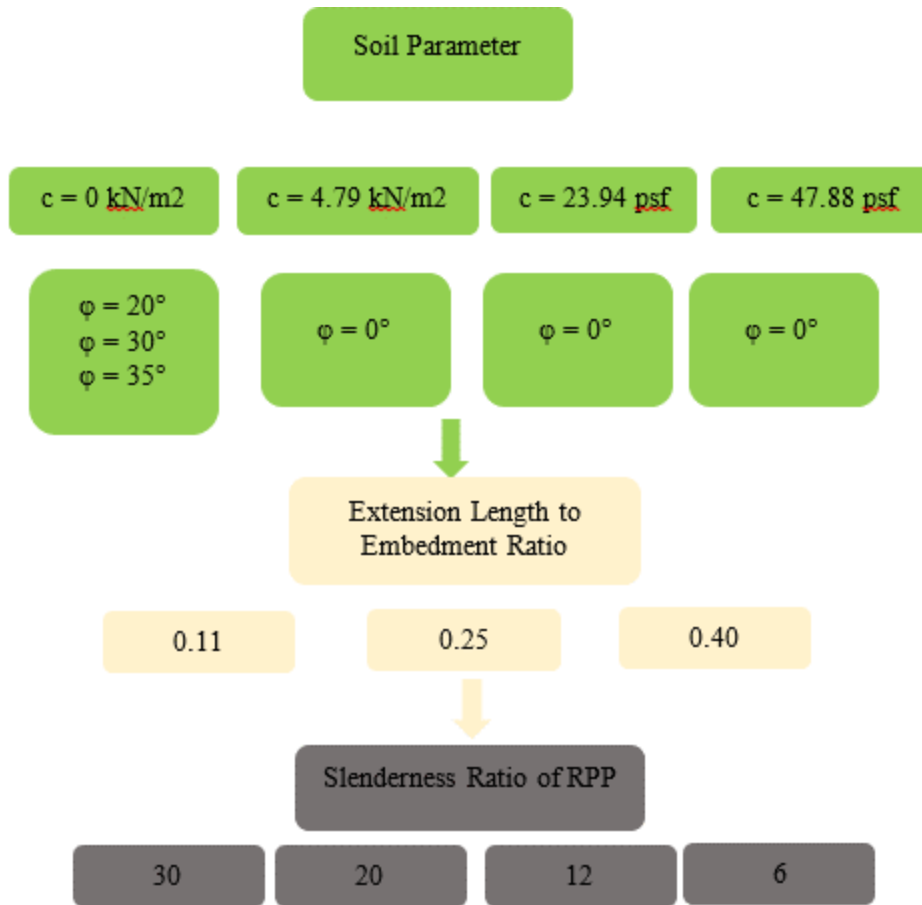 Soil Parameter
c = 0 kN/m2
c = 4.79 kN/m2
c = 23.94 psf
c = 47.88 psf
φ = 20°
φ = 30°
φ = 35°
φ = 0°
φ = 0°
φ = 0°
Extension Length to
Embedment Ratio
0.11
0.25
0.40
Slenderness Ratio of RPP
30
20
12
6